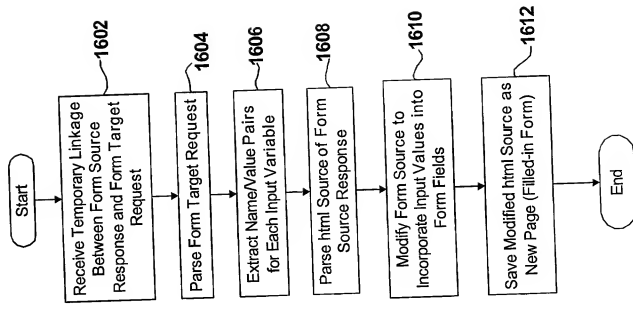 Start
1602
Receive Temporary Linkage
Between Form Source
Response and Form Target
Request
1604
Parse Form Target Request
1606
Extract Name/Value Pairs
for Each Input Variable
1608
Parse html Source of Form
Source Response
1610
Modify Form Source to
Incorporate Input Values into
Form Fields
1612
Save Modified html Source as
New Page (Filled-in Form)
End